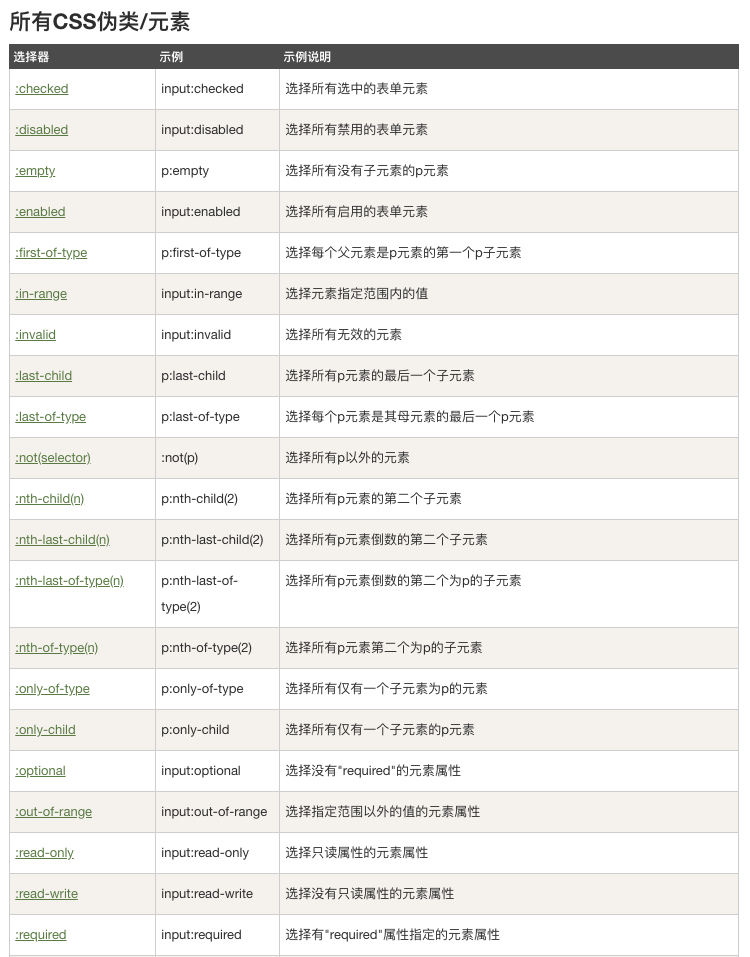 所有CSS伪类/元素
选择器 示例 示例说明
:checked input:checked 选择所有选中的表单元素
:disabled input:disabled 选择所有禁用的表单元素
:empty p:empty 选择所有没有子元素的p元素
:enabled input:enabled 选择所有启用的表单元素
:first-of-type p:first-of-type 选择每个父元素是p元素的第一个p子元素
:in-range input:in-range 选择元素指定范围内的值
:invalid input:invalid 选择所有无效的元素
:last-child p:last-child 选择所有p元素的最后一个子元素
:last-of-type p:last-of-type 选择每个p元素是其母元素的最后一个p元素
:not(selector) :not(p) 选择所有p以外的元素
:nth-child(n) p:nth-child(2) 选择所有p元素的第二个子元素
:nth-last-child(n) p:nth-last-child(2) 选择所有p元素倒数的第二个子元素
:nth-last-of-type(n) p:nth-last-of- 选择所有p元素倒数的第二个为p的子元素
type(2)
:nth-of-type(n) p:nth-of-type(2) 选择所有p元素第二个为p的子元素
:only-of-type p:only-of-type 选择所有仅有一个子元素为p的元素
:only-child p:only-child 选择所有仅有一个子元素的p元素
:optional input:optional 选择没有"required"的元素属性
:out-of-range input:out-of-range 选择指定范围以外的值的元素属性
:read-only input:read-only 选择只读属性的元素属性
:read-write input:read-write 选择没有只读属性的元素属性
:required input:required 选择有"required"属性指定的元素属性